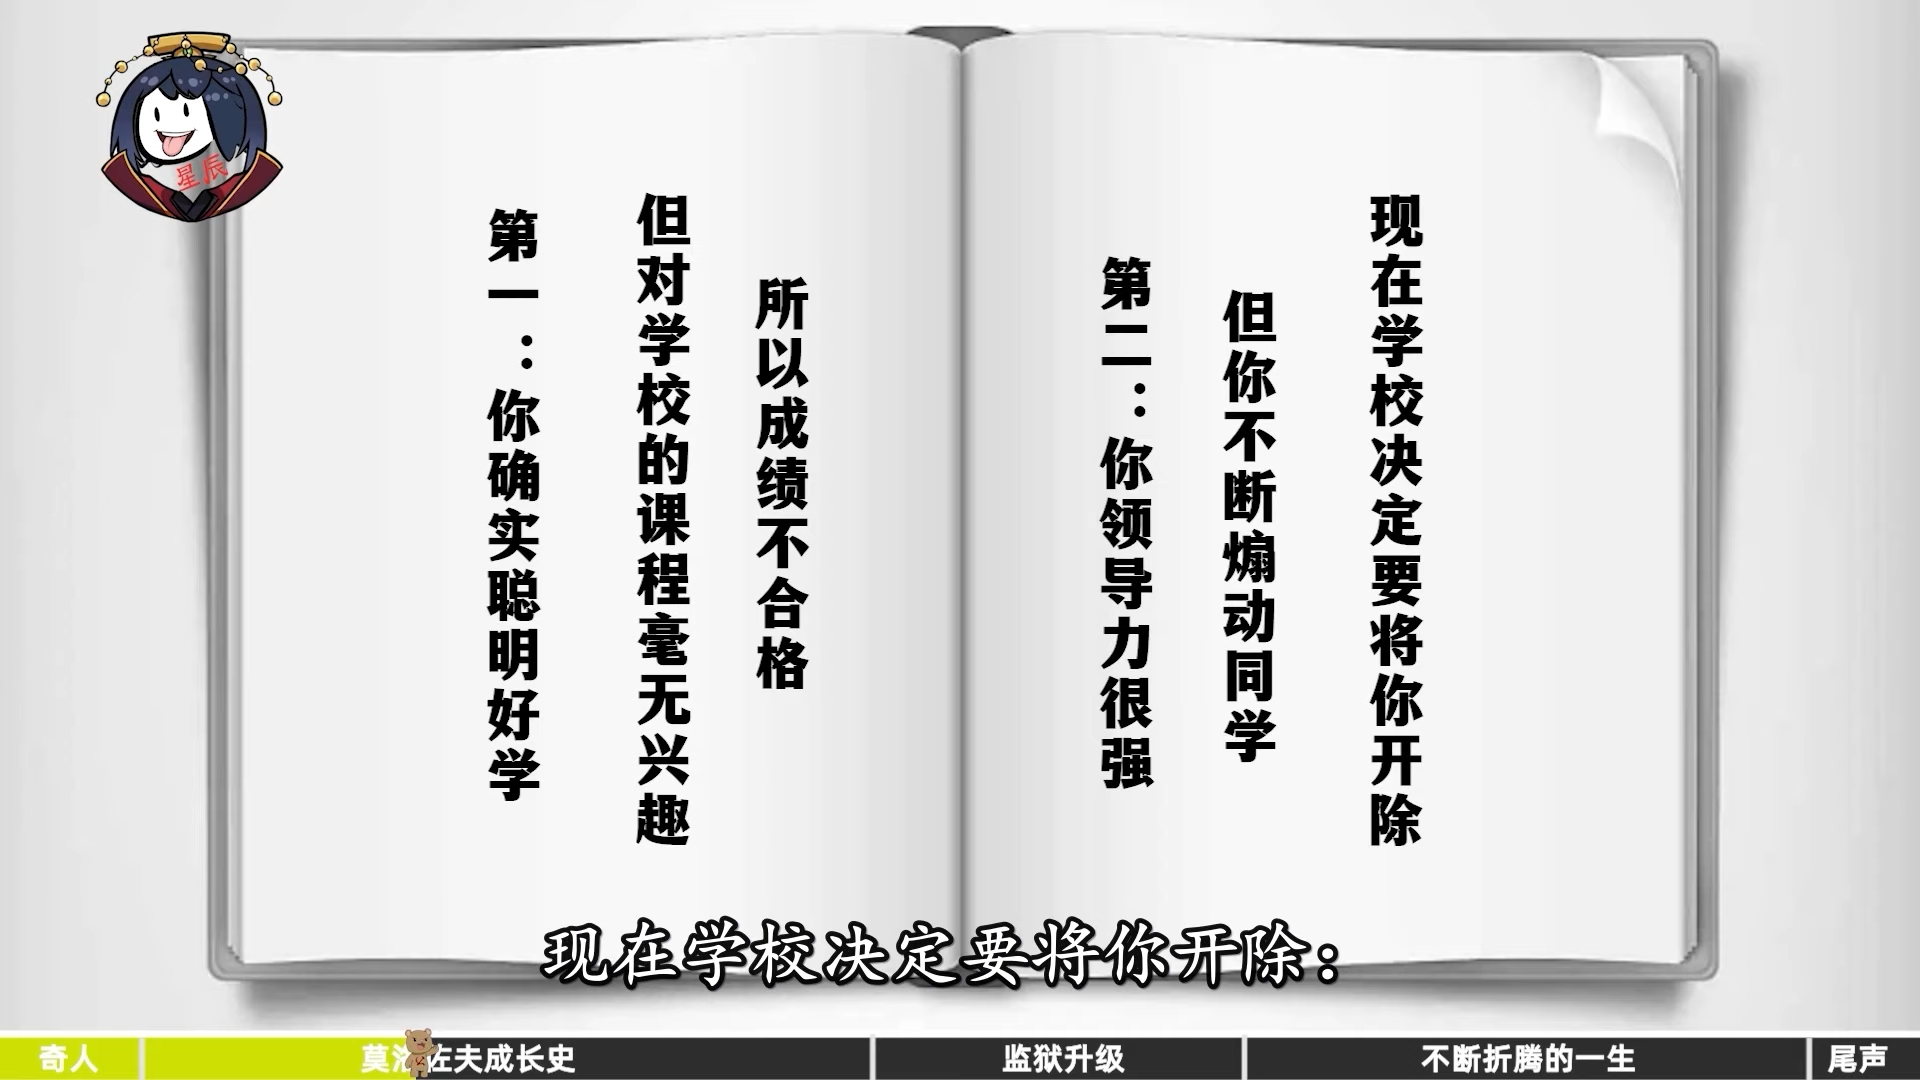 星辰
第一：你确实聪明好学
但对学校的课程毫无兴趣
所以成绩不合格
第二：你领导力很强
但你不断煽动同学
现在学校决定要将你开除
现在学校决定要将你开除：
奇人
莫洛佐夫成长史
监狱升级
不断折腾的一生
尾声